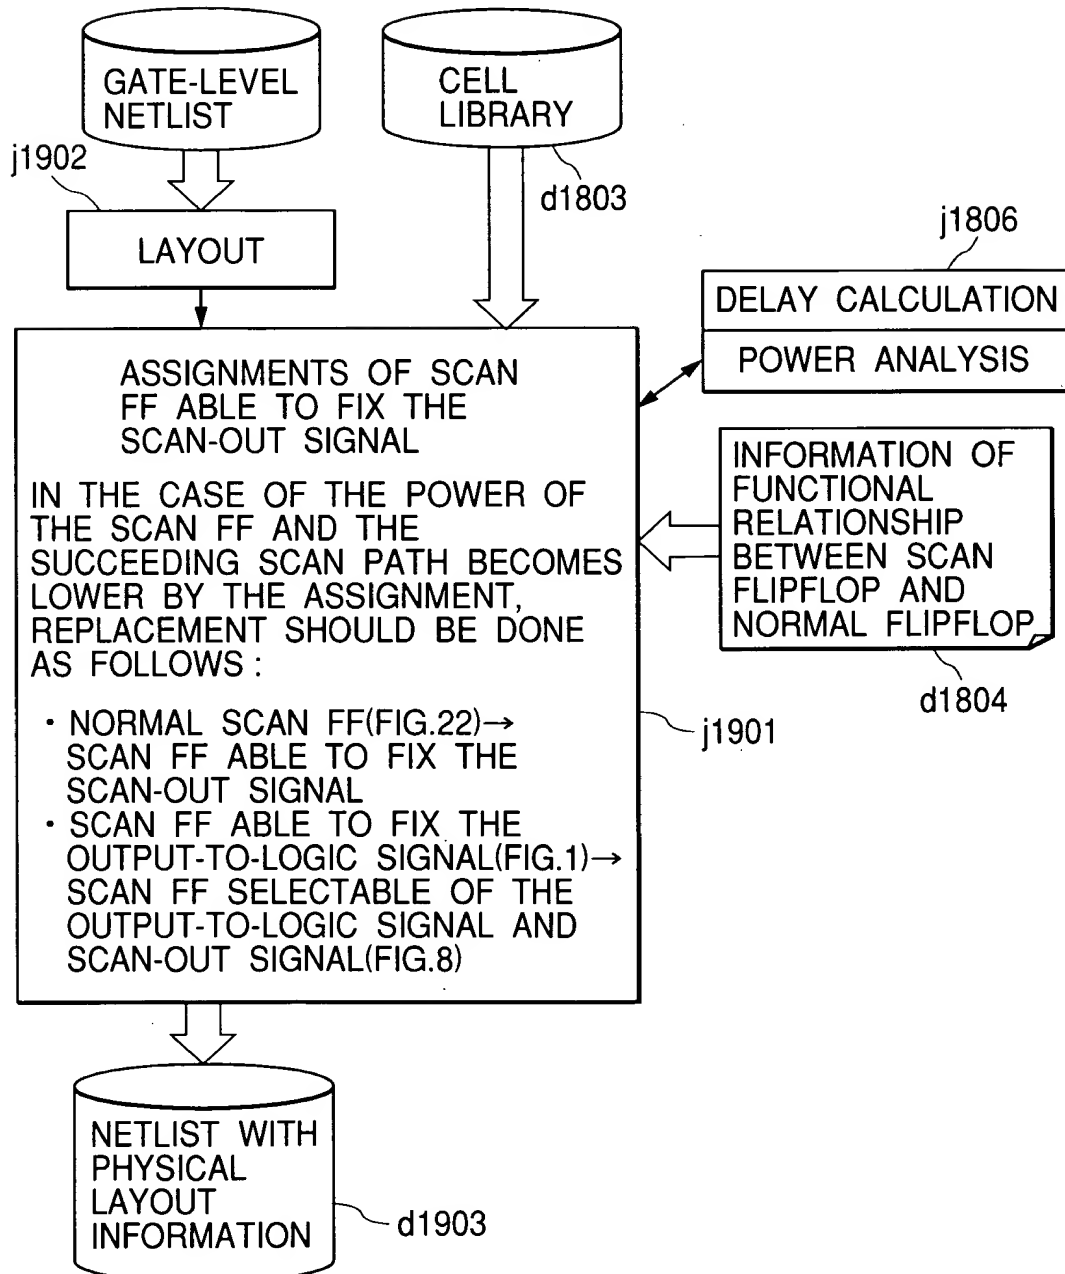 GATE-LEVEL
NETLIST
CELL
LIBRARY
j1902
d1803
LAYOUT
j1806
DELAY CALCULATION
POWER ANALYSIS
ASSIGNMENTS OF SCAN
FF ABLE TO FIX THE
SCAN-OUT SIGNAL
IN THE CASE OF THE POWER OF
THE SCAN FF AND THE
SUCCEEDING SCAN PATH BECOMES
LOWER BY THE ASSIGNMENT,
REPLACEMENT SHOULD BE DONE
AS FOLLOWS :
・NORMAL SCAN FF(FIG.22)→
SCAN FF ABLE TO FIX THE
SCAN-OUT SIGNAL
・SCAN FF ABLE TO FIX THE
OUTPUT-TO-LOGIC SIGNAL(FIG.1)→
SCAN FF SELECTABLE OF THE
OUTPUT-TO-LOGIC SIGNAL AND
SCAN-OUT SIGNAL(FIG.8)
INFORMATION OF
FUNCTIONAL
RELATIONSHIP
BETWEEN SCAN
FLIPFLOP AND
NORMAL FLIPFLOP
d1804
j1901
NETLIST WITH
PHYSICAL
LAYOUT
INFORMATION
d1903